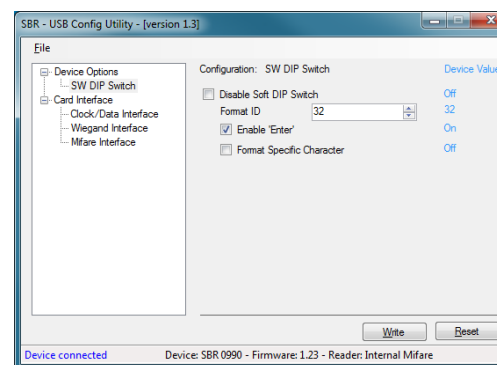 SBR - USB Config Utility - [version 1.3]
File
Device Options
SW DIP Switch
Card Interface
Clock/Data Interface
Wiegand Interface
Mifare Interface
Configuration: SW DIP Switch Device Value
Disable Soft DIP Switch Off
Format ID 32 32
Enable 'Enter' On
Format Specific Character Off
Write Reset
Device connected Device: SBR 0990 - Firmware: 1.23 - Reader: Internal Mifare